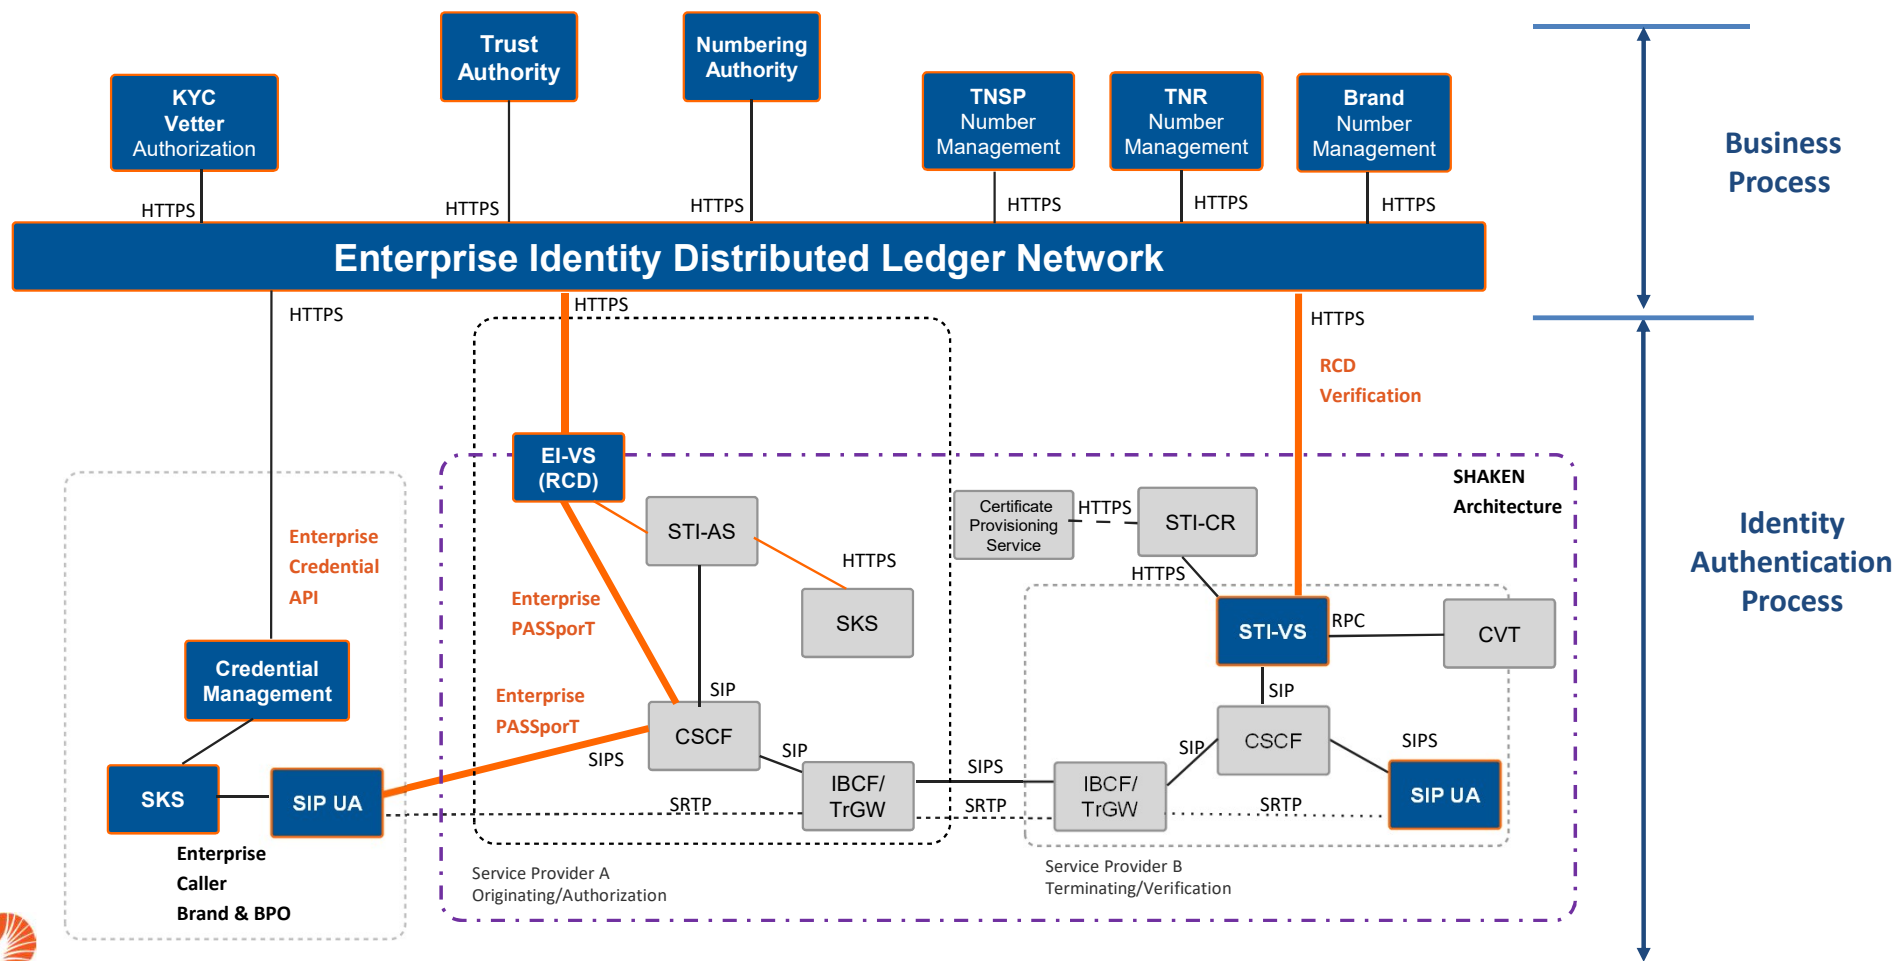 Trust
Authority
Numbering
Authority
KYC
Vetter
Authorization
TNSP
Number
Management
TNR
Number
Management
Brand
Number
Management
Business
Process
HTTPS
HTTPS
HTTPS
HTTPS
HTTPS
HTTPS
Enterprise Identity Distributed Ledger Network
HTTPS
HTTPS
HTTPS
RCD
Verification
EI-VS
(RCD)
SHAKEN
Architecture
Enterprise
Credential
API
STI-AS
HTTPS
SKS
Certificate
Provisioning
Service
HTTPS
STI-CR
HTTPS
Identity
Authentication
Process
Enterprise
PASSporT
STI-VS
RPC
CVT
Credential
Management
Enterprise
PASSporT
SIP
SIP
CSCF
SIP
SIPS
CSCF
SIP
SIPS
SKS
SIP UA
IBCF/
TrGW
SIPS
IBCF/
TrGW
SIP UA
SRTP
SRTP
SRTP
Enterprise
Caller
Brand & BPO
Service Provider A
Originating/Authorization
Service Provider B
Terminating/Verification